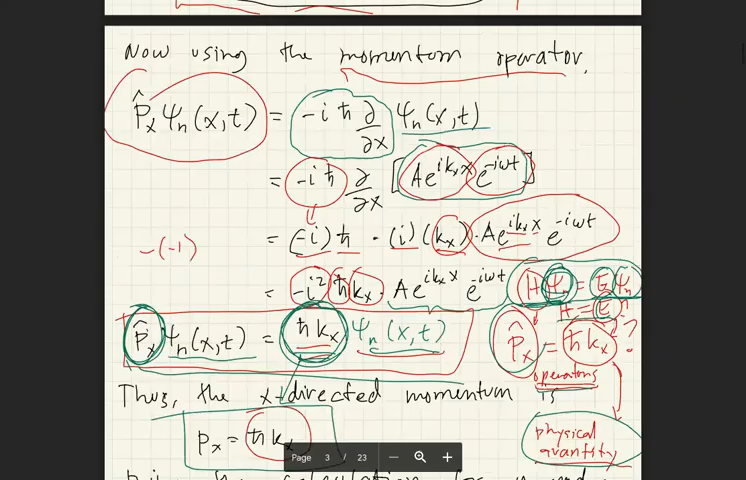 Now using the momentum operator,
P̂ₓ Ψₙ(x,t) = -iħ ∂/∂x Ψₙ(x,t)
= -iħ ∂/∂x [Ae^{ikₓx} e^{-iωt}]
= (-i)ħ · (i)(kₓ) · Ae^{ikₓx} e^{-iωt}
-(-1)
= -i²ħkₓ · Ae^{ikₓx} e^{-iωt}
HΨₙ = EΨₙ
H = E
P̂ₓ Ψₙ(x,t) = ħkₓ Ψₙ(x,t)
P̂ₓ = ħkₓ ?
operators
Thus, the x-directed momentum is
pₓ = ħkₓ
physical quantity
Page 3 / 23